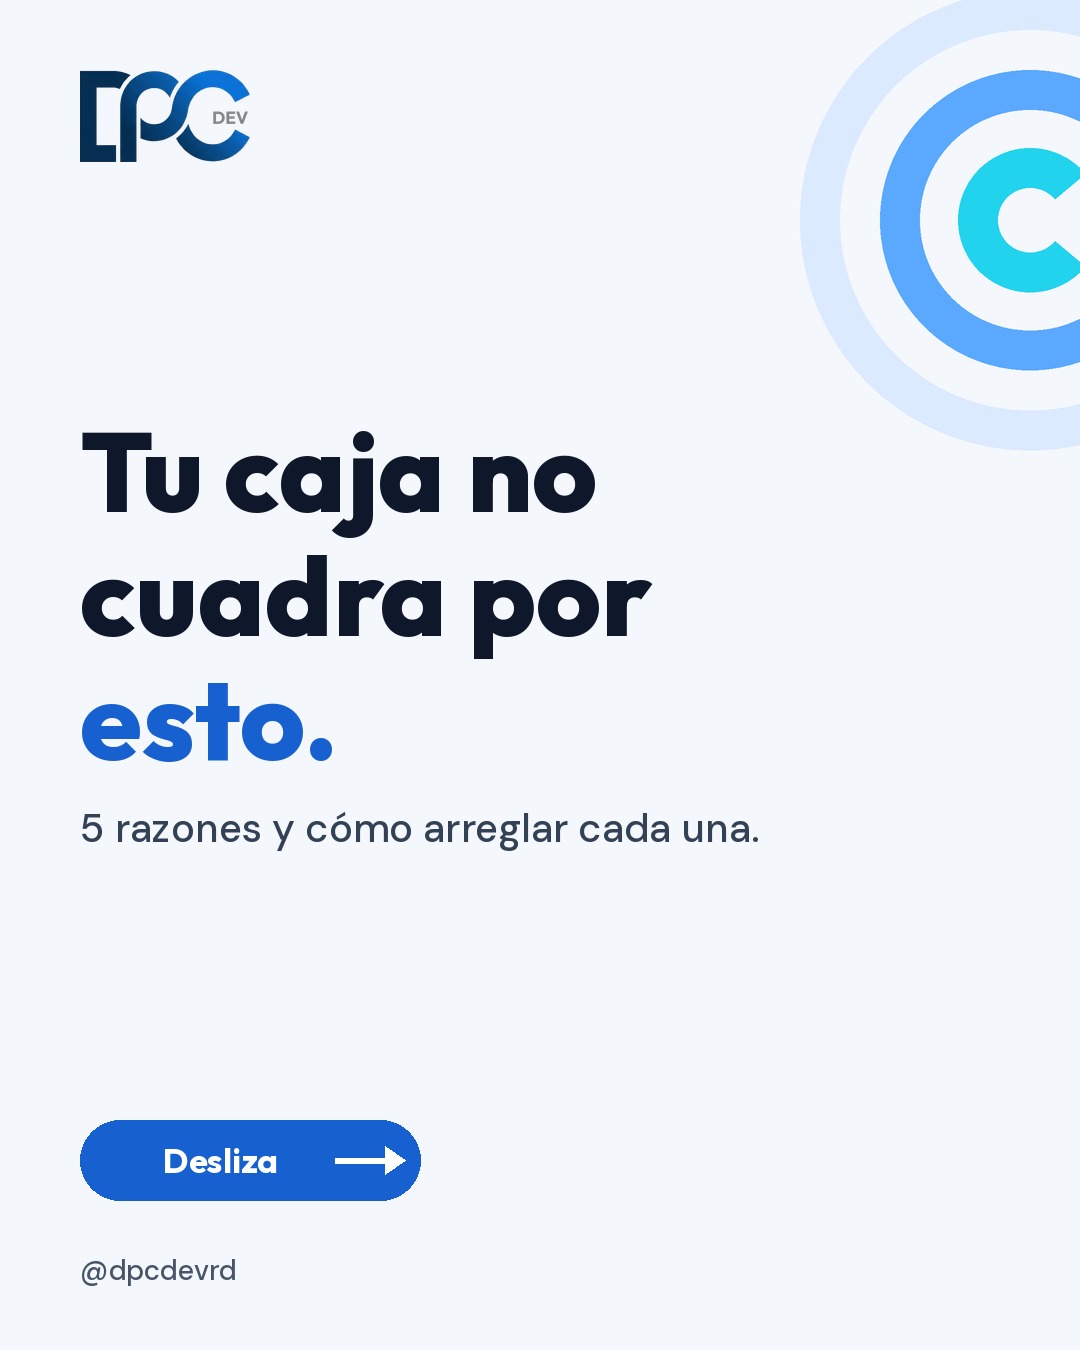 DPC
DEV
Tu caja no
cuadra por
esto.
5 razones y cómo arreglar cada una.
Desliza
@dpcdevrd